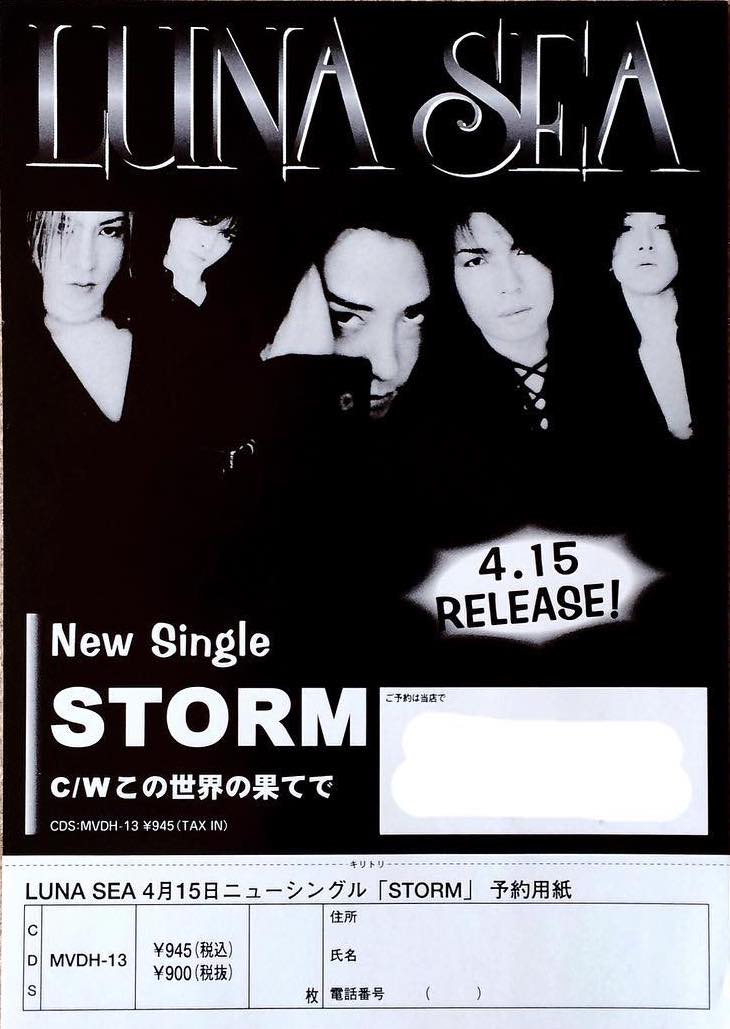 LUNA SEA
4.15
RELEASE!
New Single
STORM
C/Wこの世界の果てで
CDS:MVDH-13 ¥945(TAX IN)
ご予約は当店で
キリトリ
LUNA SEA 4月15日ニューシングル「STORM」 予約用紙
CDS
MVDH-13
¥945(税込)
¥900(税抜)
枚
住所
氏名
電話番号 ( )